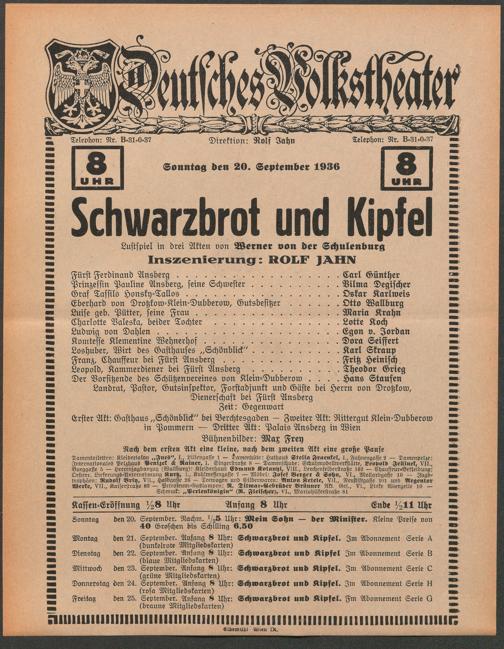 Deutsches Volkstheater
Telephon: Nr. B-31-0-37 Direktion: Rolf Jahn Telephon: Nr. B-31-0-37
8 UHR Sonntag den 20. September 1936 8 UHR
Schwarzbrot und Kipfel
Lustspiel in drei Akten von Werner von der Schulenburg
Inszenierung: ROLF JAHN
Fürst Ferdinand Ansberg . . . Carl Günther
Prinzessin Pauline Ansberg, seine Schwester . . . Vilma Degischer
Graf Tassilo Honsky-Tallos . . . Oskar Karlweis
Eberhard von Drotzkow-Klein-Dubberow, Gutsbesitzer . . . Otto Wallburg
Luise geb. Pütter, seine Frau . . . Maria Krahn
Charlotte Valeska, beider Tochter . . . Lotte Koch
Ludwig von Dahlen . . . Egon v. Jordan
Komtesse Klementine Wehnerhof . . . Dora Seifert
Loshuber, Wirt des Gasthauses „Schönblick“ . . . Karl Skraup
Franz, Chauffeur bei Fürst Ansberg . . . Fritz Heinisch
Leopold, Kammerdiener bei Fürst Ansberg . . . Theodor Grieg
Der Vorsitzende des Schützenvereines von Klein-Dubberow . . . Hans Staufen
Landrat, Pastor, Gutsinspektor, Forstadjunkt und Gäste bei Herrn von Drotzkow,
Dienerschaft bei Fürst Ansberg
Zeit: Gegenwart
Erster Akt: Gasthaus „Schönblick“ bei Berchtesgaden — Zweiter Akt: Rittergut Klein-Dubberow
in Pommern — Dritter Akt: Palais Ansberg in Wien
Bühnenbilder: Max Frey
Nach dem ersten Akt eine kleine, nach dem zweiten Akt eine große Pause
Kassen-Eröffnung ½8 Uhr Anfang 8 Uhr Ende ½11 Uhr
Sonntag den 20. September. Nachm. ½5 Uhr: Mein Sohn — der Minister. Kleine Preise von
40 Groschen bis Schilling 6.50
Montag den 21. September. Anfang 8 Uhr: Schwarzbrot und Kipfel. Im Abonnement Serie A
(dunkelrote Mitgliedskarten)
Dienstag den 22. September. Anfang 8 Uhr: Schwarzbrot und Kipfel. Im Abonnement Serie B
(blaue Mitgliedskarten)
Mittwoch den 23. September. Anfang 8 Uhr: Schwarzbrot und Kipfel. Im Abonnement Serie C
(grüne Mitgliedskarten)
Donnerstag den 24. September. Anfang 8 Uhr: Schwarzbrot und Kipfel. Im Abonnement Serie H
(rosa Mitgliedskarten)
Freitag den 25. September. Anfang 8 Uhr: Schwarzbrot und Kipfel. Im Abonnement Serie G
(braune Mitgliedskarten)